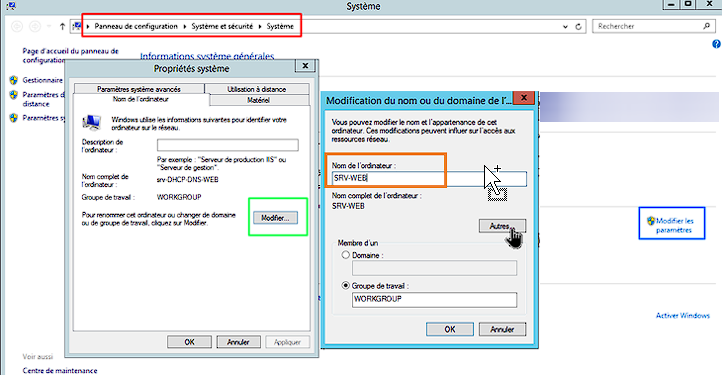 Système
Panneau de configuration ▸ Système et sécurité ▸ Système
Rechercher
Page d'accueil du panneau de
configuration
Informations système générales
Gestionnaire
Paramètres
distance
Paramètres
Propriétés système
Paramètres système avancés
Utilisation à distance
Nom de l'ordinateur
Matériel
Windows utilise les informations suivantes pour identifier votre
ordinateur sur le réseau.
Description de
l'ordinateur :
Par exemple : "Serveur de production IIS" ou
"Serveur de gestion".
Nom complet de
l'ordinateur :
srv-DHCP-DNS-WEB
Groupe de travail :
WORKGROUP
Pour renommer cet ordinateur ou changer de domaine
ou de groupe de travail, cliquez sur Modifier.
Modifier...
OK
Annuler
Appliquer
Modification du nom ou du domaine de l'...
Vous pouvez modifier le nom et l'appartenance de cet
ordinateur. Ces modifications peuvent influer sur l'accès aux
ressources réseau.
Nom de l'ordinateur :
SRV-WEB
Nom complet de l'ordinateur :
SRV-WEB
Autres...
Membre d'un
Domaine :
Groupe de travail :
WORKGROUP
OK
Annuler
Modifier les
paramètres
Activer Windows
Voir aussi
Centre de maintenance